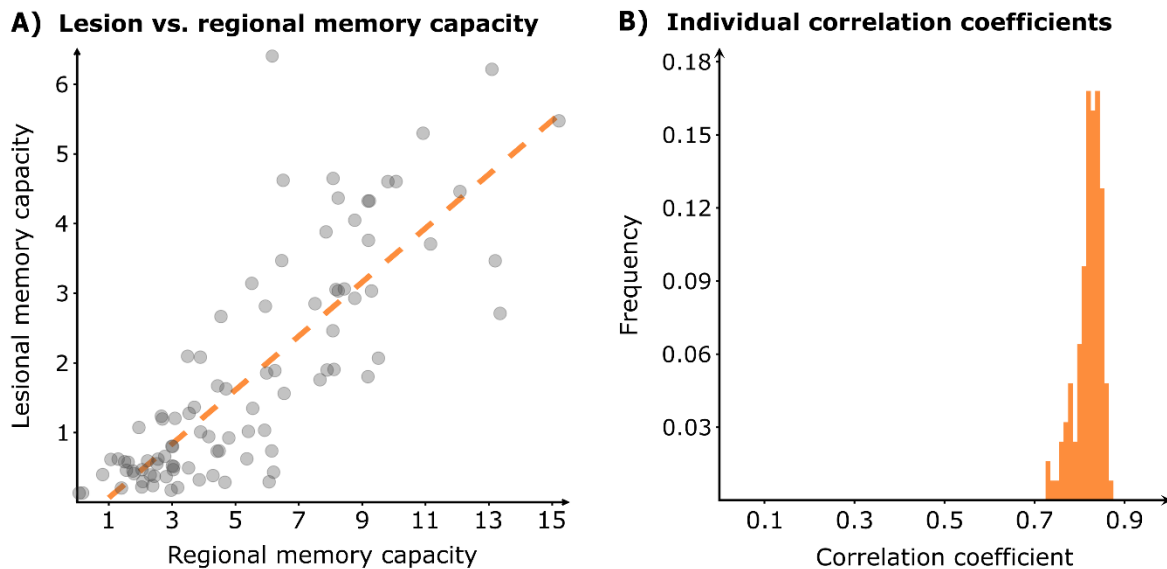 A) Lesion vs. regional memory capacity
Lesional memory capacity
6
5
4
3
2
1
1 3 5 7 9 11 13 15
Regional memory capacity
B) Individual correlation coefficients
Frequency
0.18
0.15
0.12
0.09
0.06
0.03
0.1 0.3 0.5 0.7 0.9
Correlation coefficient